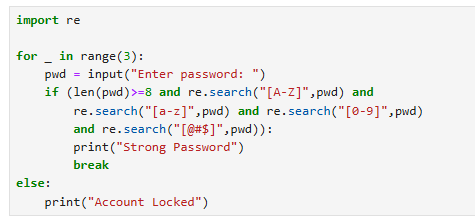 import re

for _ in range(3):
    pwd = input("Enter password: ")
    if (len(pwd)>=8 and re.search("[A-Z]",pwd) and
        re.search("[a-z]",pwd) and re.search("[0-9]",pwd)
        and re.search("[@#$]",pwd)):
        print("Strong Password")
        break
else:
    print("Account Locked")